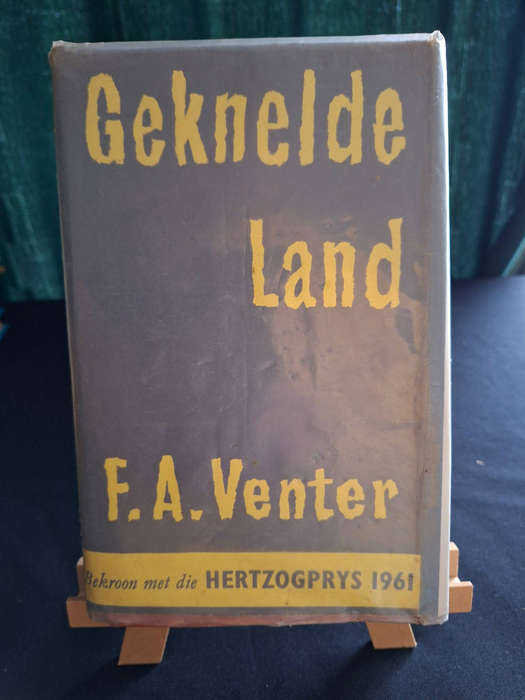 Geknelde
Land
F.A. Venter
Bekroon met die HERTZOGPRYS 1961